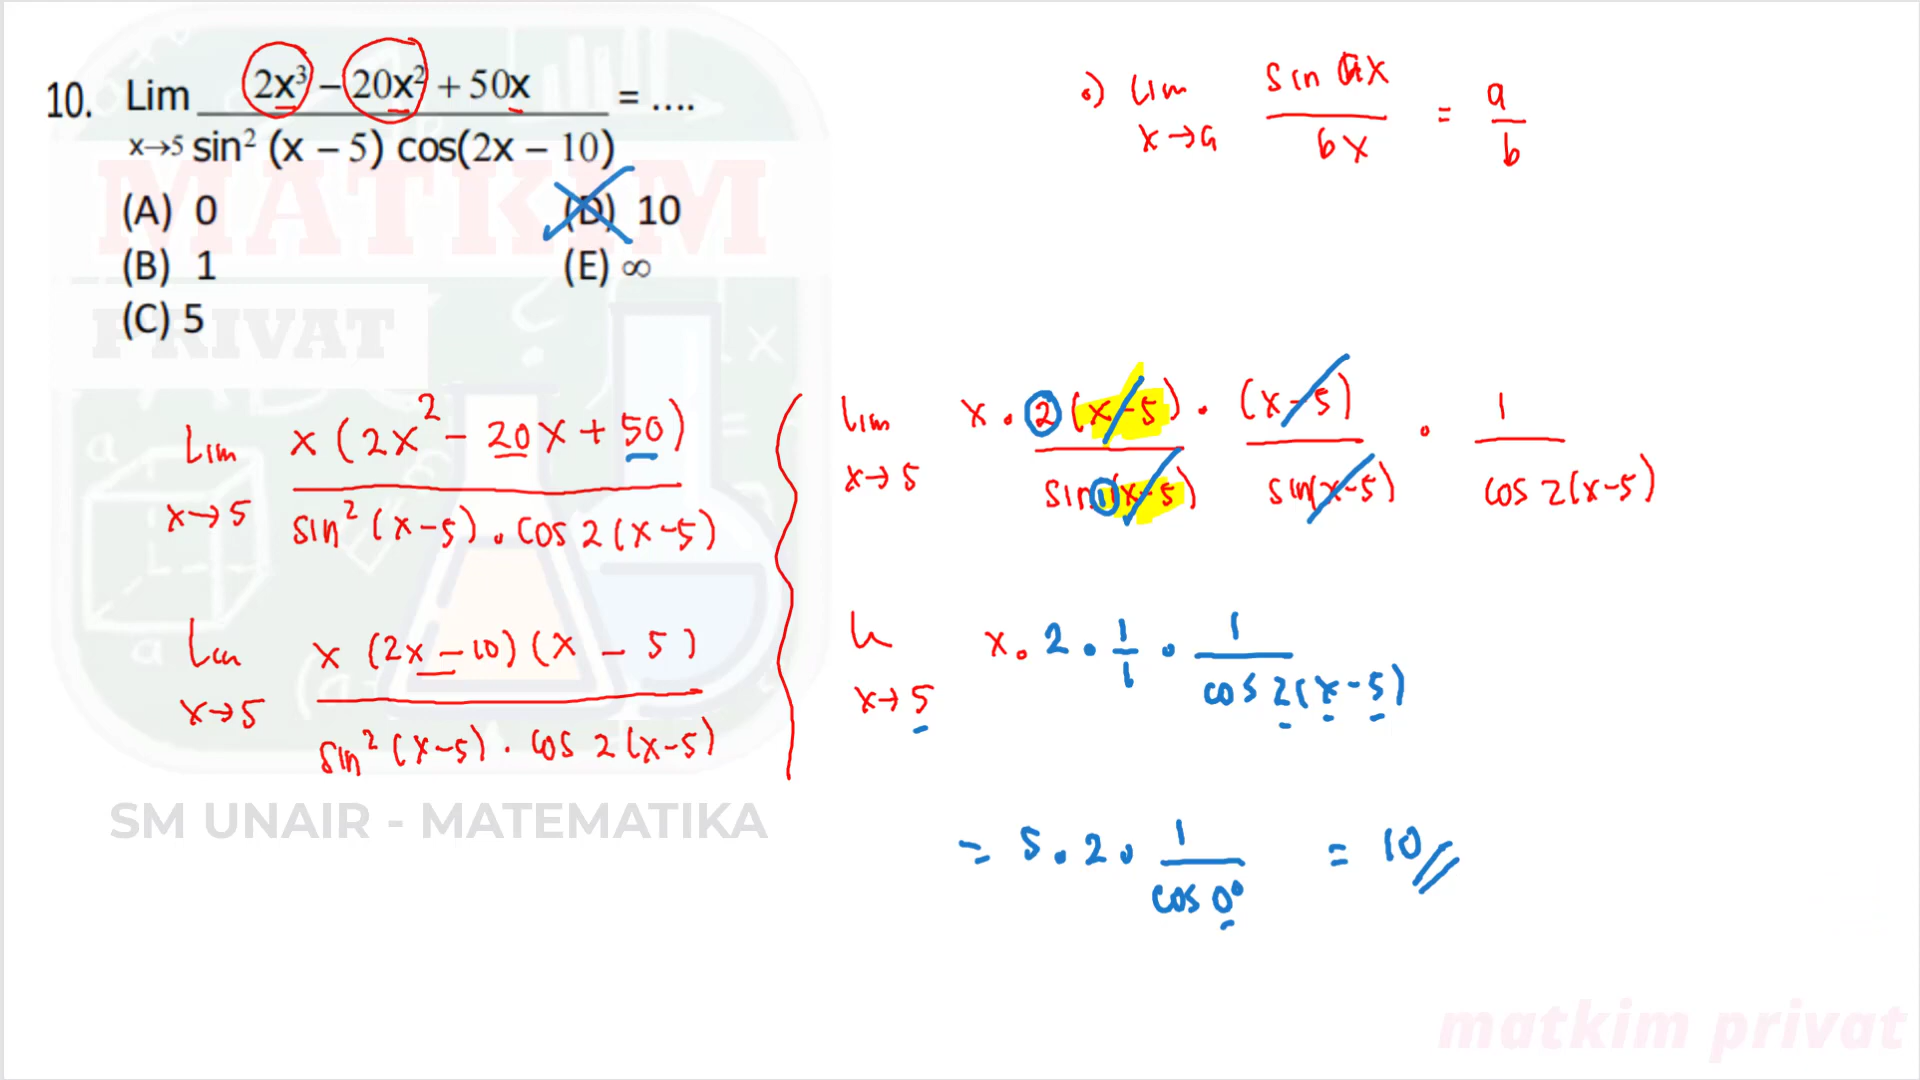 10. Lim 2x³ − 20x² + 50x = ....
x→5 sin² (x − 5) cos(2x − 10)
(A) 0
(B) 1
(C) 5
(D) 10
(E) ∞
•) Lim sin ax = a
x→a bx b
MATKIM
PRIVAT
Lim x (2x² − 20x + 50)
x→5 sin² (x−5) . cos 2 (x−5)
Lim x (2x − 10) (x − 5)
x→5 sin² (x−5) . cos 2 (x−5)
Lim x . 2 (x−5) . (x−5) . 1
x→5 sin 1(x−5) sin(x−5) cos 2(x−5)
x . 2 . 1 . 1
x→5 1 cos 2(x−5)
= 5 . 2 . 1 = 10
cos 0°
SM UNAIR - MATEMATIKA
matkim privat